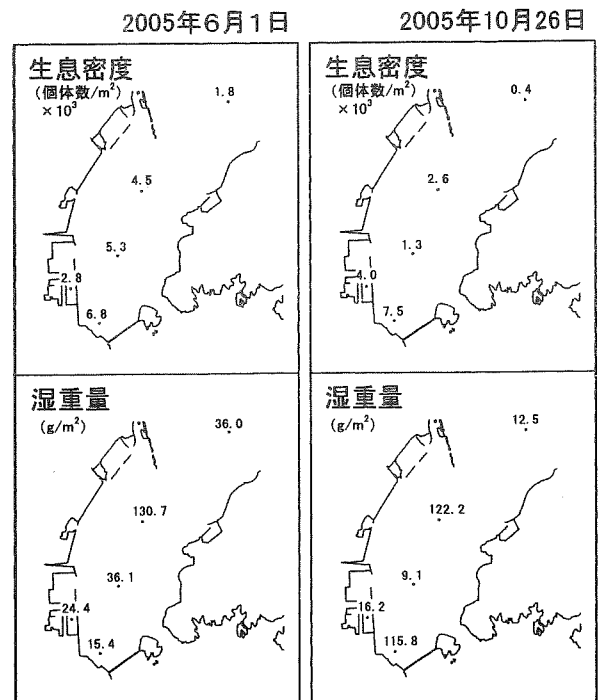 2005年6月1日
2005年10月26日
生息密度
(個体数/m²)
×10³
1.8
4.5
5.3
2.8
6.8
生息密度
(個体数/m²)
×10³
0.4
2.6
1.3
4.0
7.5
湿重量
(g/m²)
36.0
130.7
36.1
24.4
15.4
湿重量
(g/m²)
12.5
122.2
9.1
16.2
115.8